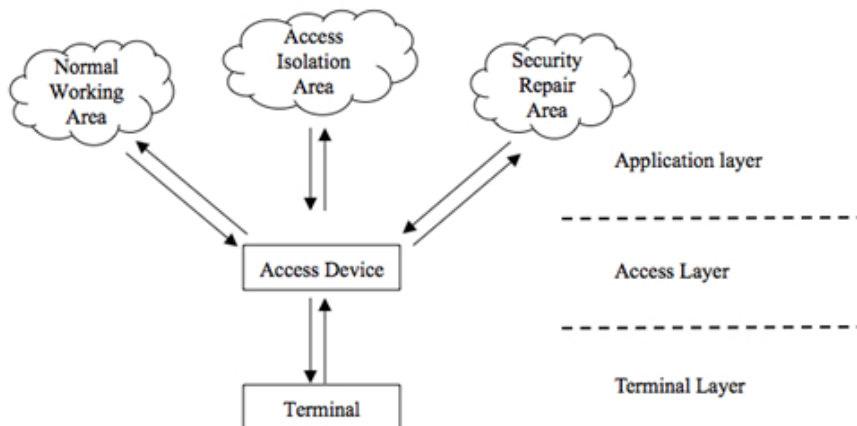 Normal
Working
Area
Access
Isolation
Area
Security
Repair
Area
Application layer
Access Device
Access Layer
Terminal
Terminal Layer